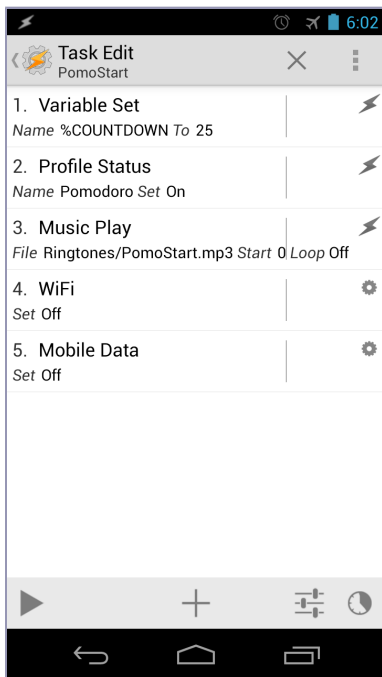 6:02
Task Edit
PomoStart
1. Variable Set
Name %COUNTDOWN To 25
2. Profile Status
Name Pomodoro Set On
3. Music Play
File Ringtones/PomoStart.mp3 Start 0 Loop Off
4. WiFi
Set Off
5. Mobile Data
Set Off